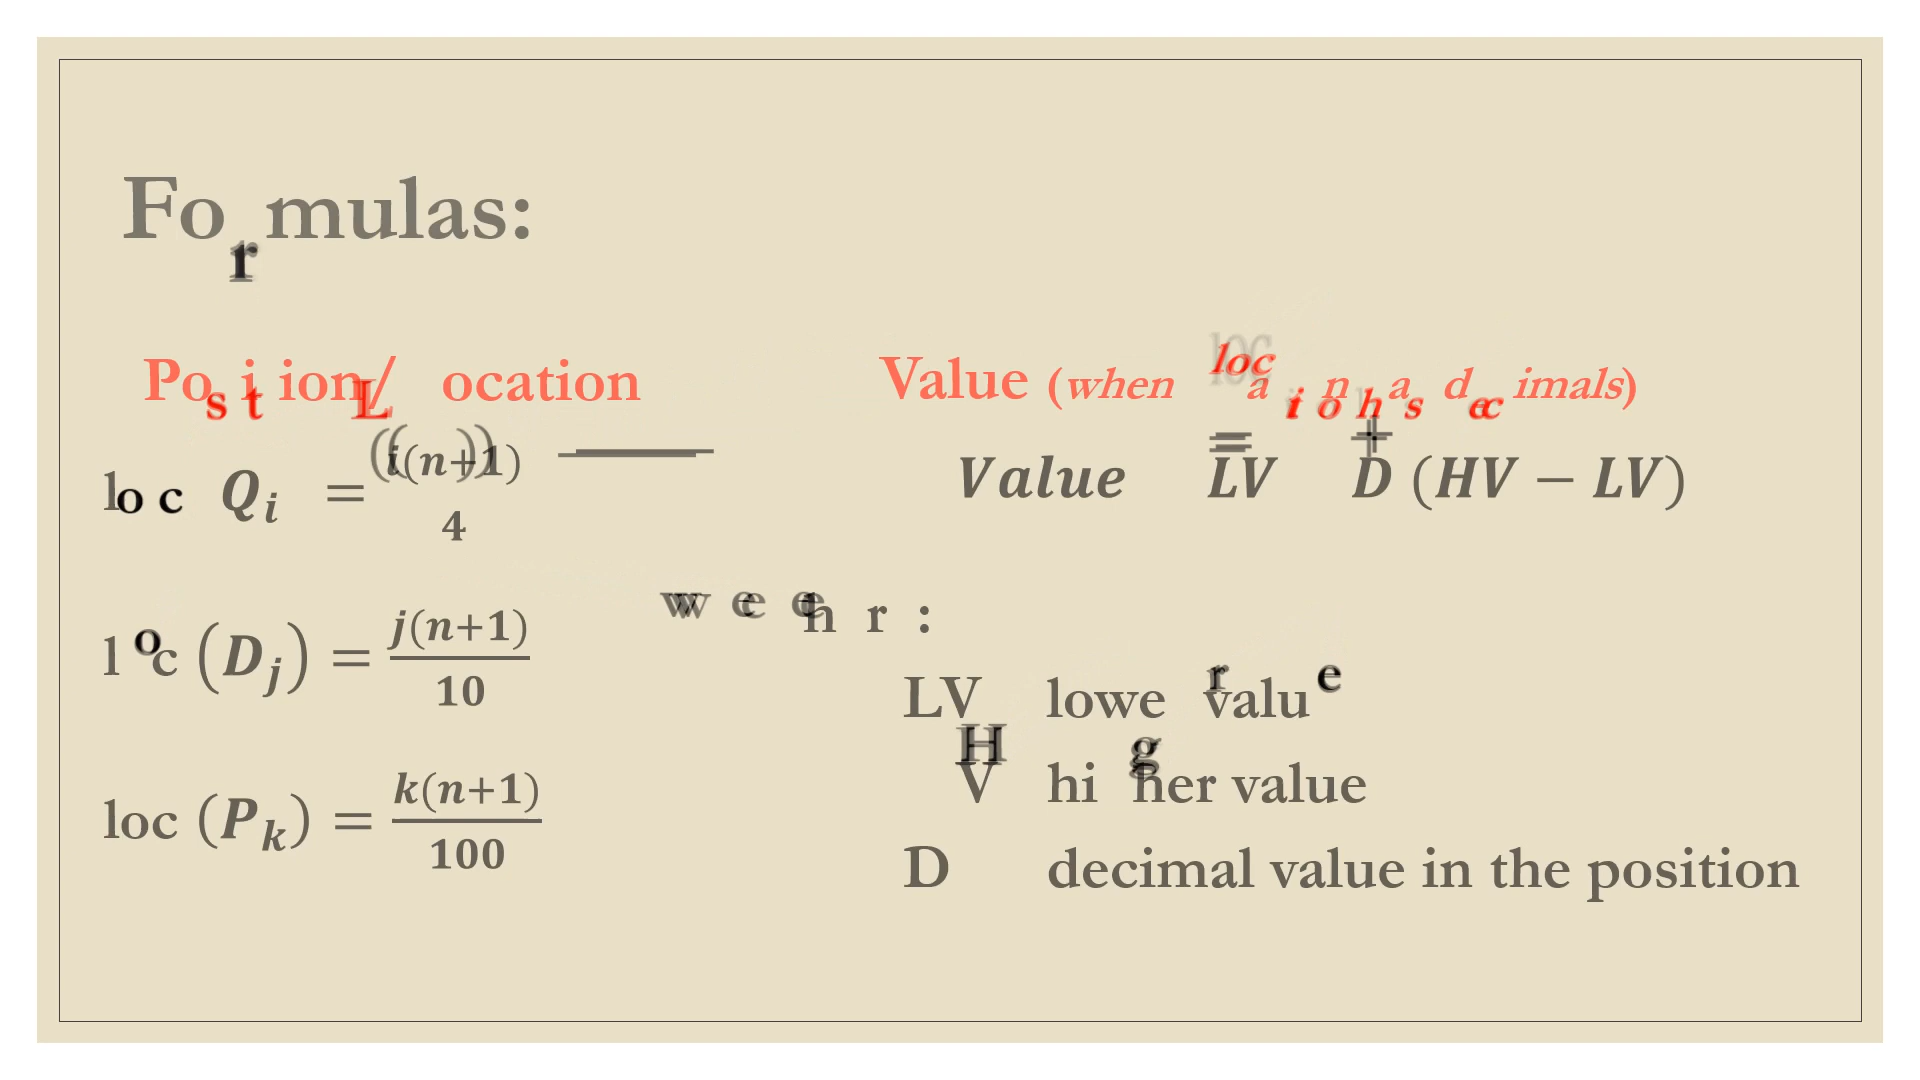 Formulas:
Position/Location
loc (Qᵢ) = i(n+1)/4
loc (Dⱼ) = j(n+1)/10
loc (Pₖ) = k(n+1)/100
Value (when location has decimals)
Value = LV + D (HV − LV)
where:
LV lower value
HV higher value
D decimal value in the position